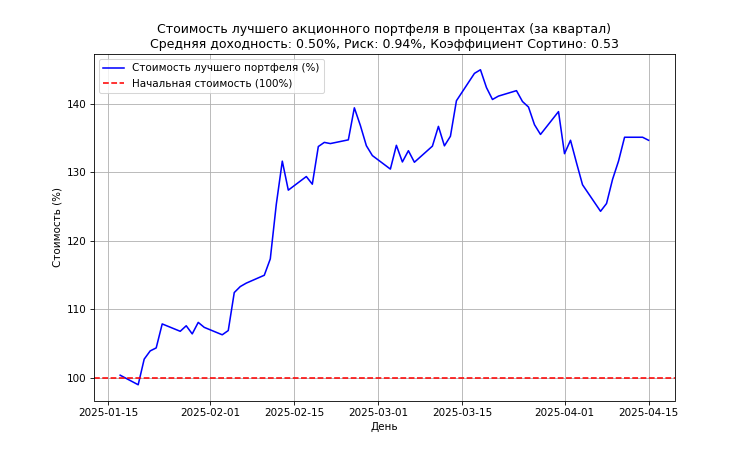 Стоимость лучшего акционного портфеля в процентах (за квартал)
Средняя доходность: 0.50%, Риск: 0.94%, Коэффициент Сортино: 0.53
Стоимость лучшего портфеля (%)
Начальная стоимость (100%)
Стоимость (%)
140
130
120
110
100
2025-01-15
2025-02-01
2025-02-15
2025-03-01
2025-03-15
2025-04-01
2025-04-15
День